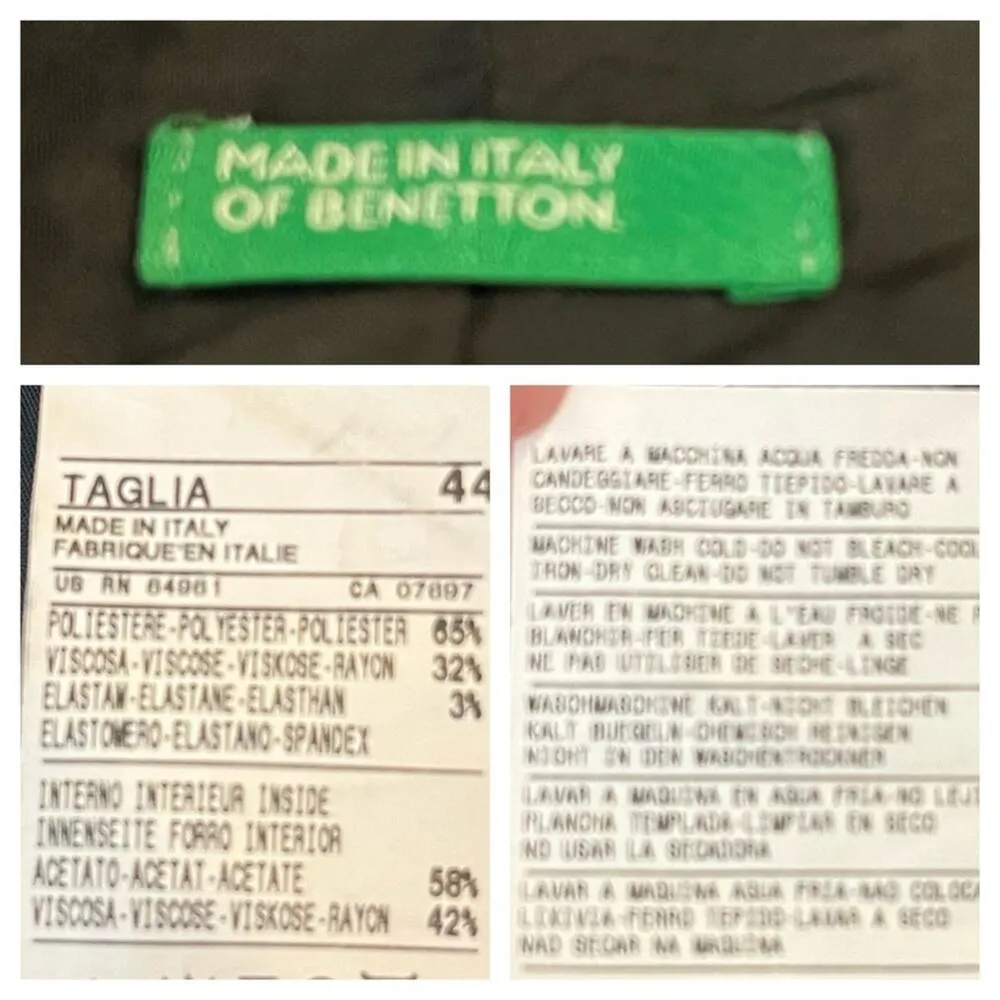 MADE IN ITALY
OF BENETTON
TAGLIA 44
MADE IN ITALY
FABRIQUE'EN ITALIE
US RN 64961 CA 07697
POLIESTERE-POLYESTER-POLIESTER 65%
VISCOSA-VISCOSE-VISKOSE-RAYON 32%
ELASTAM-ELASTANE-ELASTHAN 3%
ELASTOMERO-ELASTANO-SPANDEX
INTERNO INTERIEUR INSIDE
INNENSEITE FORRO INTERIOR
ACETATO-ACETAT-ACETATE 58%
VISCOSA-VISCOSE-VISKOSE-RAYON 42%
LAVARE A MACCHINA ACQUA FREDDA-NON
CANDEGGIARE-FERRO TIEPIDO-LAVARE A
SECCO-NON ASCIUGARE IN TAMBURO
MACHINE WASH COLD-DO NOT BLEACH-COOL
IRON-DRY CLEAN-DO NOT TUMBLE DRY
LAVER EN MACHINE A L"EAU FROIDE-NE
BLANCHIR-FER TIEDE-LAVER A SEC
NE PAS UTILISER DE SECHE-LINGE
WASCHMASCHINE KALT-NICHT BLEICHEN
KALT BUEGELN-CHEMISCH REINIGEN
NICHT IN DEN WASCHENTROCKNER
LAVAR A MAQUINA EN AGUA FRIA-NO LEJI
PLANCHA TEMPLADA-LIMPIAR EN SECO
NO USAR LA SECADORA
LAVAR A MAQUINA AGUA FRIA-NAO COLOCA
LIXIVIA-FERRO TEPIDO-LAVAR A SECO
NAO SECAR NA MAQUINA